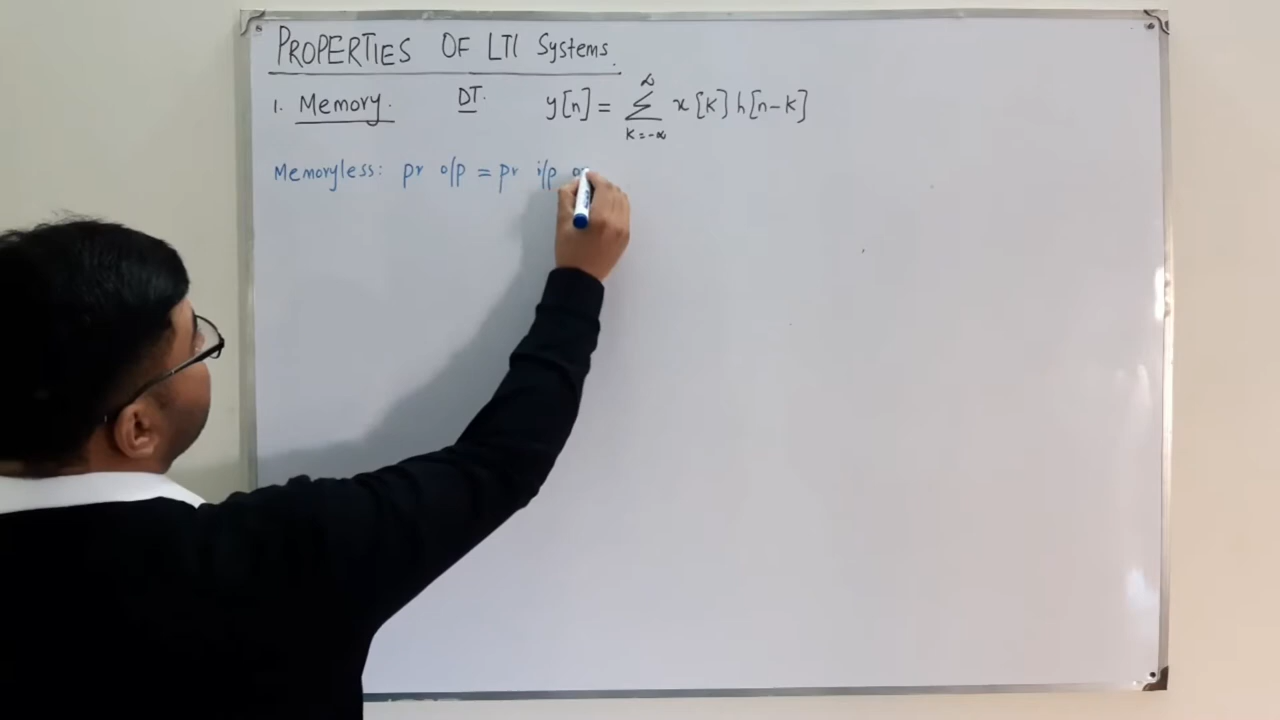 PROPERTIES OF LTI Systems.
1. Memory. DT. y[n] = ∞∑k=-∞ x[k] h[n-k]
Memoryless: pr o/p = pr i/p